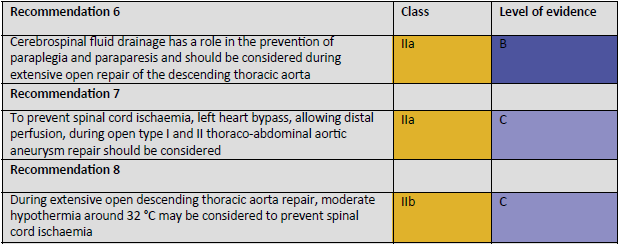 Recommendation 6 Class Level of evidence
Cerebrospinal fluid drainage has a role in the prevention of IIa B
paraplegia and paraparesis and should be considered during
extensive open repair of the descending thoracic aorta
Recommendation 7
To prevent spinal cord ischaemia, left heart bypass, allowing distal IIa C
perfusion, during open type I and II thoraco-abdominal aortic
aneurysm repair should be considered
Recommendation 8
During extensive open descending thoracic aorta repair, moderate IIb C
hypothermia around 32 °C may be considered to prevent spinal
cord ischaemia